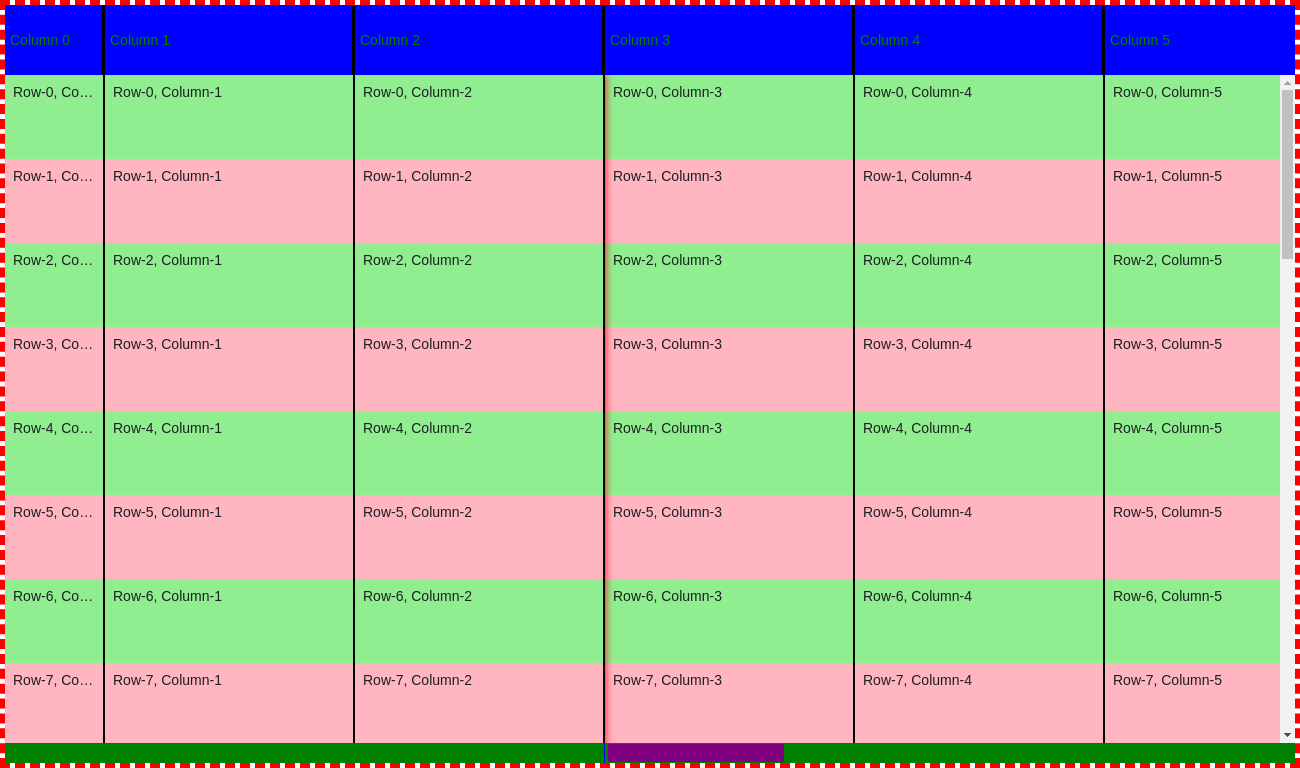 Column 0 Column 1 Column 2 Column 3 Column 4 Column 5
Row-0, Co… Row-0, Column-1 Row-0, Column-2 Row-0, Column-3 Row-0, Column-4 Row-0, Column-5
Row-1, Co… Row-1, Column-1 Row-1, Column-2 Row-1, Column-3 Row-1, Column-4 Row-1, Column-5
Row-2, Co… Row-2, Column-1 Row-2, Column-2 Row-2, Column-3 Row-2, Column-4 Row-2, Column-5
Row-3, Co… Row-3, Column-1 Row-3, Column-2 Row-3, Column-3 Row-3, Column-4 Row-3, Column-5
Row-4, Co… Row-4, Column-1 Row-4, Column-2 Row-4, Column-3 Row-4, Column-4 Row-4, Column-5
Row-5, Co… Row-5, Column-1 Row-5, Column-2 Row-5, Column-3 Row-5, Column-4 Row-5, Column-5
Row-6, Co… Row-6, Column-1 Row-6, Column-2 Row-6, Column-3 Row-6, Column-4 Row-6, Column-5
Row-7, Co… Row-7, Column-1 Row-7, Column-2 Row-7, Column-3 Row-7, Column-4 Row-7, Column-5